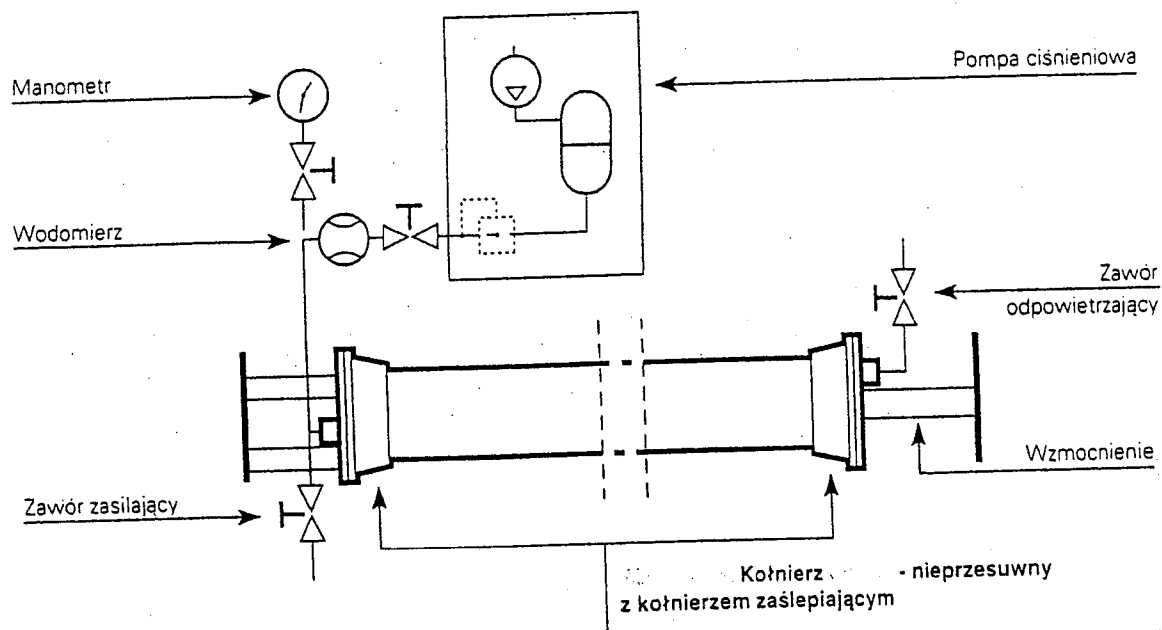 Manometr
Pompa ciśnieniowa
Wodomierz
Zawór
odpowietrzający
Wzmocnienie
Zawór zasilający
Kołnierz - nieprzesuwny
z kołnierzem zaślepiającym